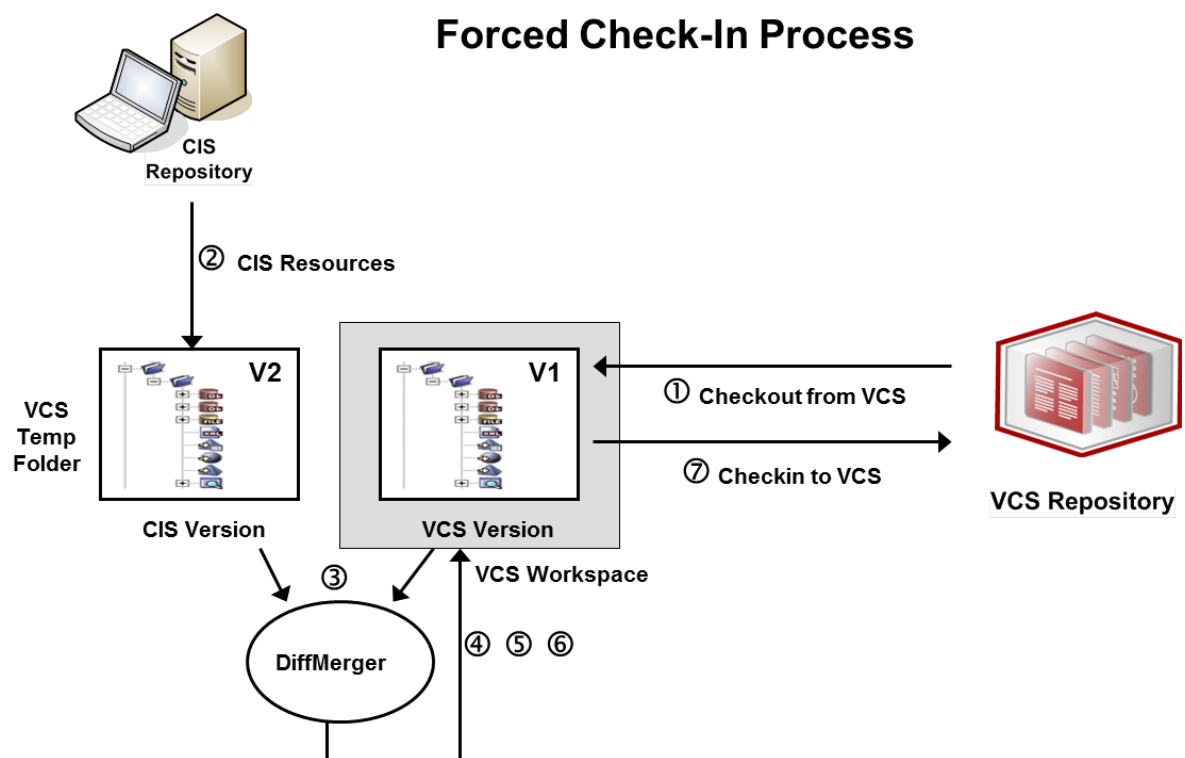 Forced Check-In Process
CIS
Repository
② CIS Resources
V2
V1
VCS
Temp
Folder
① Checkout from VCS
⑦ Checkin to VCS
VCS Repository
CIS Version
VCS Version
VCS Workspace
③
DiffMerger
④ ⑤ ⑥